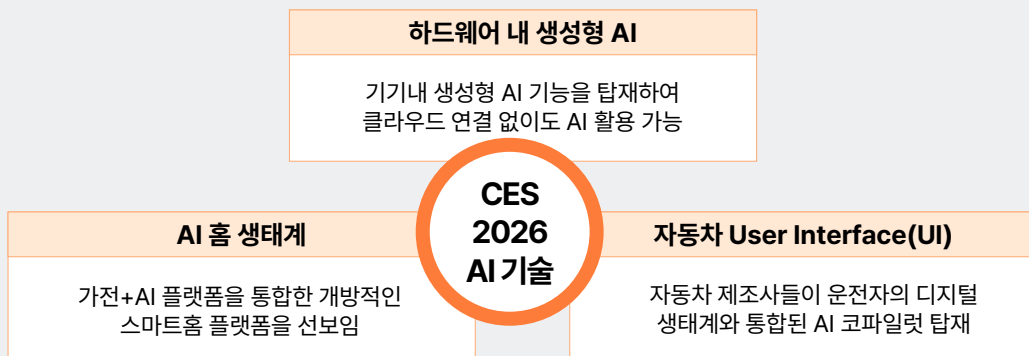 하드웨어 내 생성형 AI
기기내 생성형 AI 기능을 탑재하여
클라우드 연결 없이도 AI 활용 가능
CES
2026
AI 기술
AI 홈 생태계
가전+AI 플랫폼을 통합한 개방적인
스마트홈 플랫폼을 선보임
자동차 User Interface(UI)
자동차 제조사들이 운전자의 디지털
생태계와 통합된 AI 코파일럿 탑재